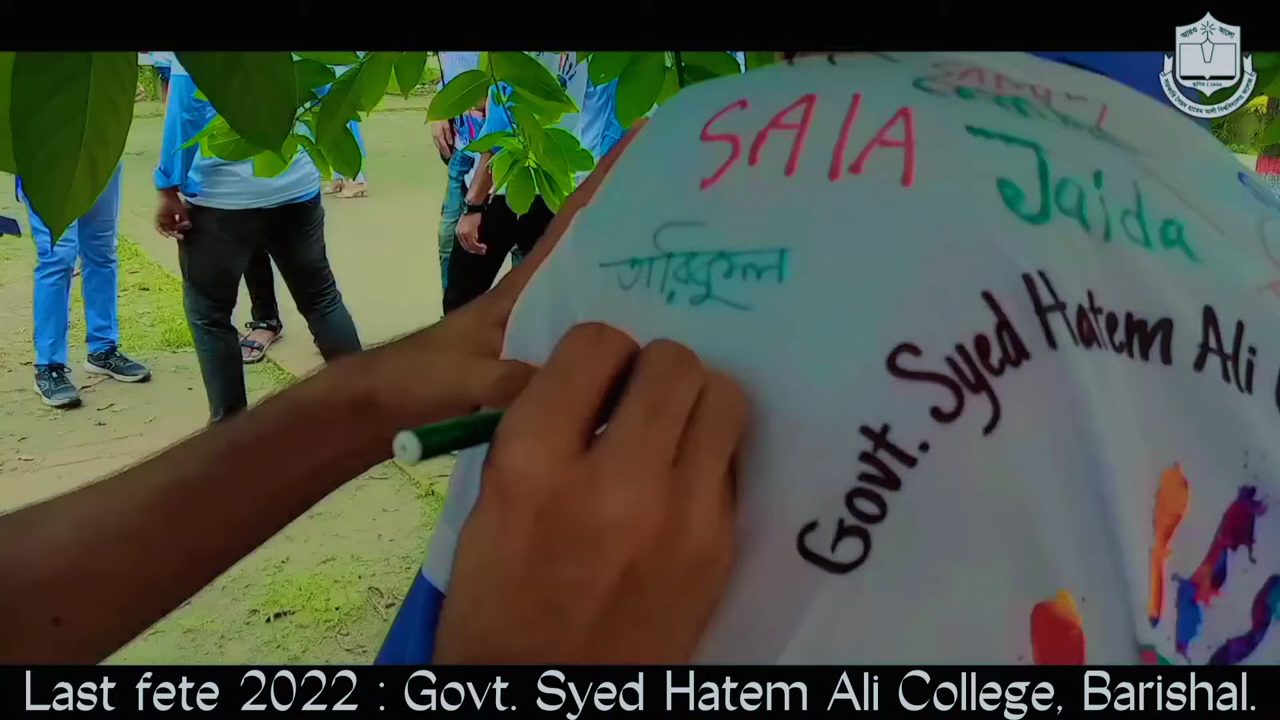 SAIA
Jaida
তারিকুল
Govt. Syed Hatem Ali
Last fete 2022 : Govt. Syed Hatem Ali College, Barishal.